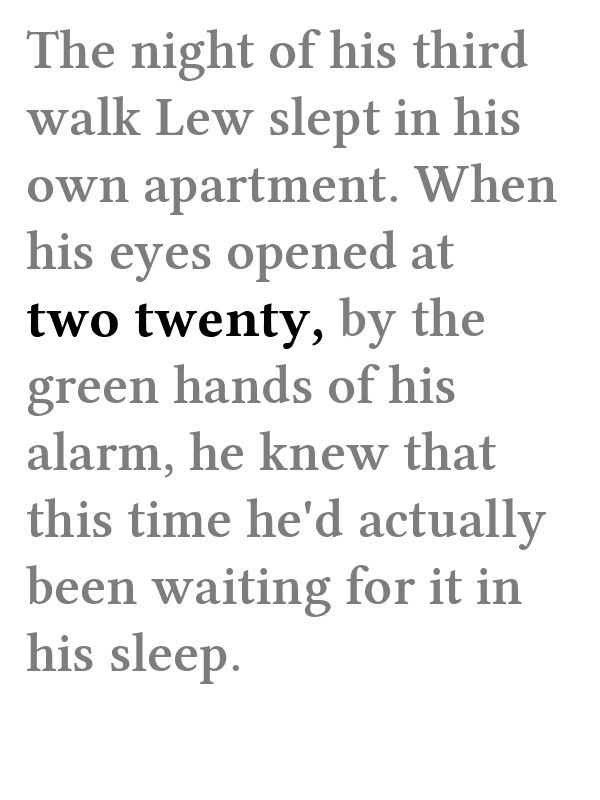 The night of his third
walk Lew slept in his
own apartment. When
his eyes opened at
two twenty, by the
green hands of his
alarm, he knew that
this time he'd actually
been waiting for it in
his sleep.